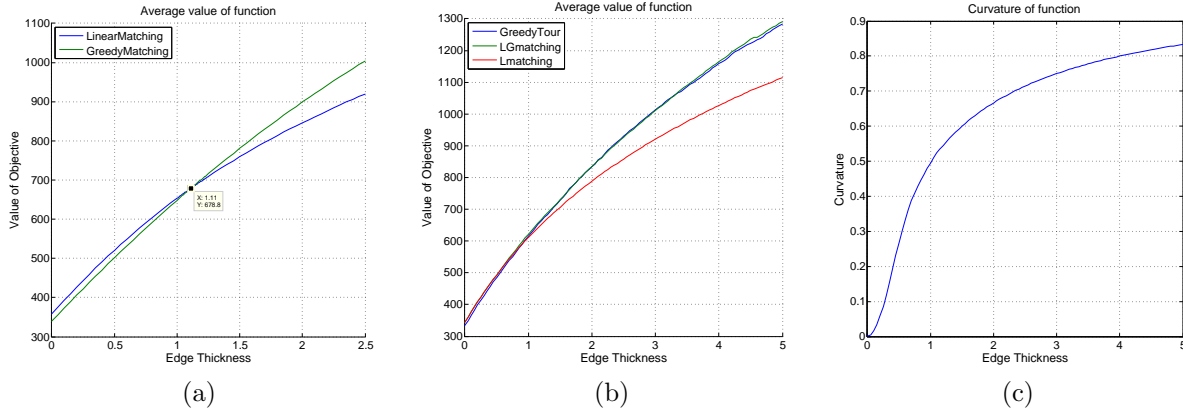 Average value of function
1100
1000
900
800
700
600
500
400
300
0
0.5
1
1.5
2
2.5
Value of Objective
Edge Thickness
LinearMatching
GreedyMatching
X: 1.11
Y: 678.8
(a)
Average value of function
1300
1200
1100
1000
900
800
700
600
500
400
300
0
1
2
3
4
5
Value of Objective
Edge Thickness
GreedyTour
LGmatching
Lmatching
(b)
Curvature of function
0.9
0.8
0.7
0.6
0.5
0.4
0.3
0.2
0.1
0
0
1
2
3
4
5
Curvature
Edge Thickness
(c)